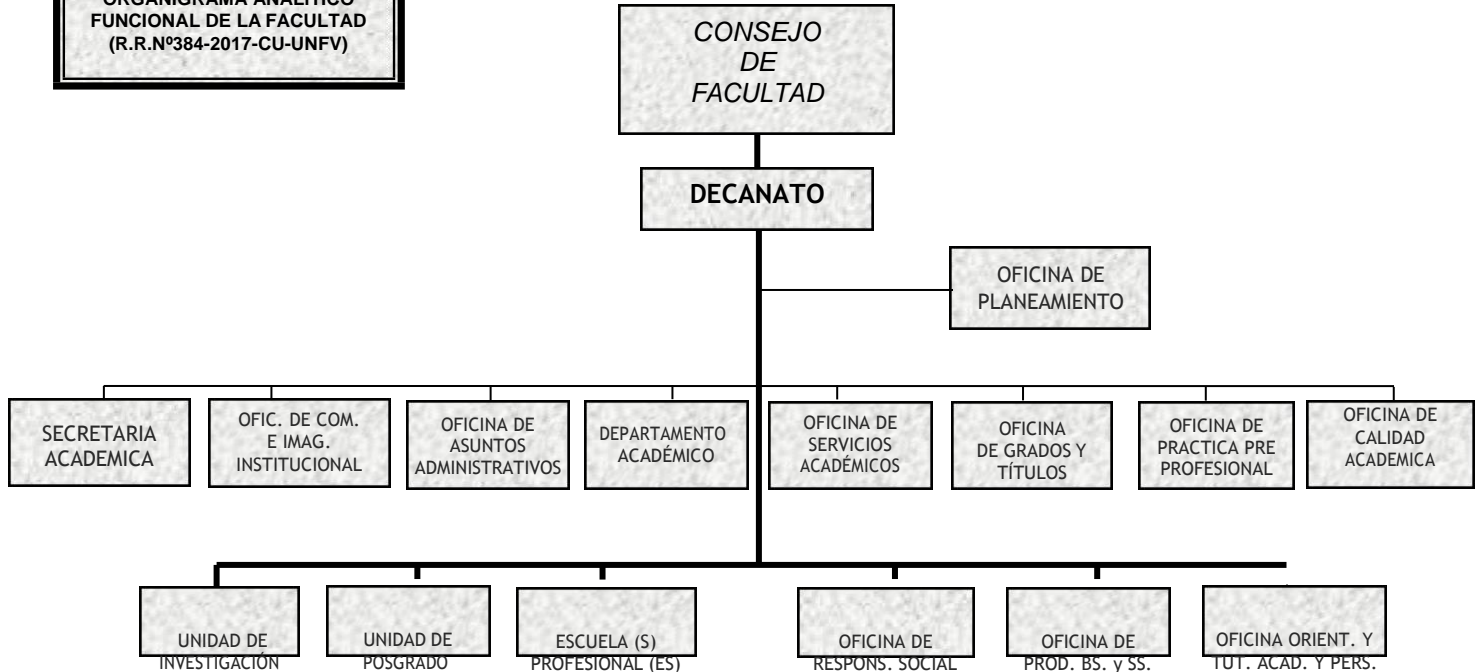 ORGANIGRAMA ANALITICO
FUNCIONAL DE LA FACULTAD
(R.R.Nº384-2017-CU-UNFV)
CONSEJO
DE
FACULTAD
DECANATO
OFICINA DE
PLANEAMIENTO
SECRETARIA
ACADEMICA
OFIC. DE COM.
E IMAG.
INSTITUCIONAL
OFICINA DE
ASUNTOS
ADMINISTRATIVOS
DEPARTAMENTO
ACADÉMICO
OFICINA DE
SERVICIOS
ACADÉMICOS
OFICINA
DE GRADOS Y
TÍTULOS
OFICINA DE
PRACTICA PRE
PROFESIONAL
OFICINA DE
CALIDAD
ACADEMICA
UNIDAD DE
INVESTIGACIÓN
UNIDAD DE
POSGRADO
ESCUELA (S)
PROFESIONAL (ES)
OFICINA DE
RESPONS. SOCIAL
OFICINA DE
PROD. BS. y SS.
OFICINA ORIENT. Y
TUT. ACAD. Y PERS.